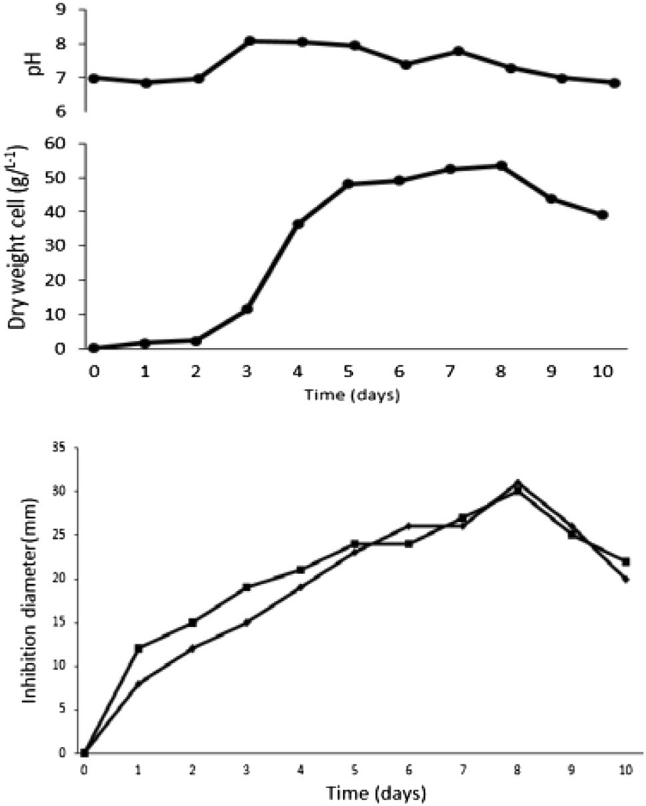 9
8
7
6
pH
60
50
40
30
20
10
0
Dry weight cell (g/L-1)
0 1 2 3 4 5 6 7 8 9 10
Time (days)
35
30
25
20
15
10
5
0
Inhibition diameter(mm)
0 1 2 3 4 5 6 7 8 9 10
Time (days)